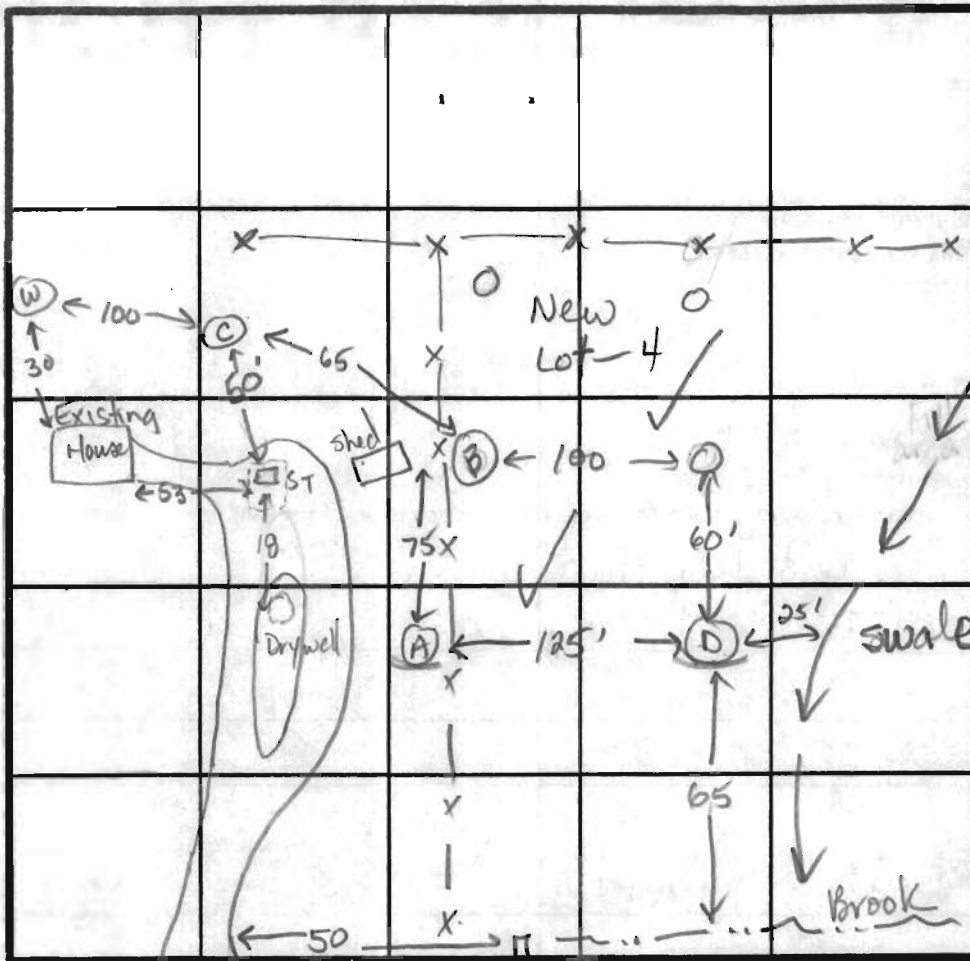 W
100
C
30
60'
65
New
Lot - 4
Existing
House
shed
B
100
ST
53
18
75
60'
Drywell
A
125'
D
25'
swale
65
Brook
50